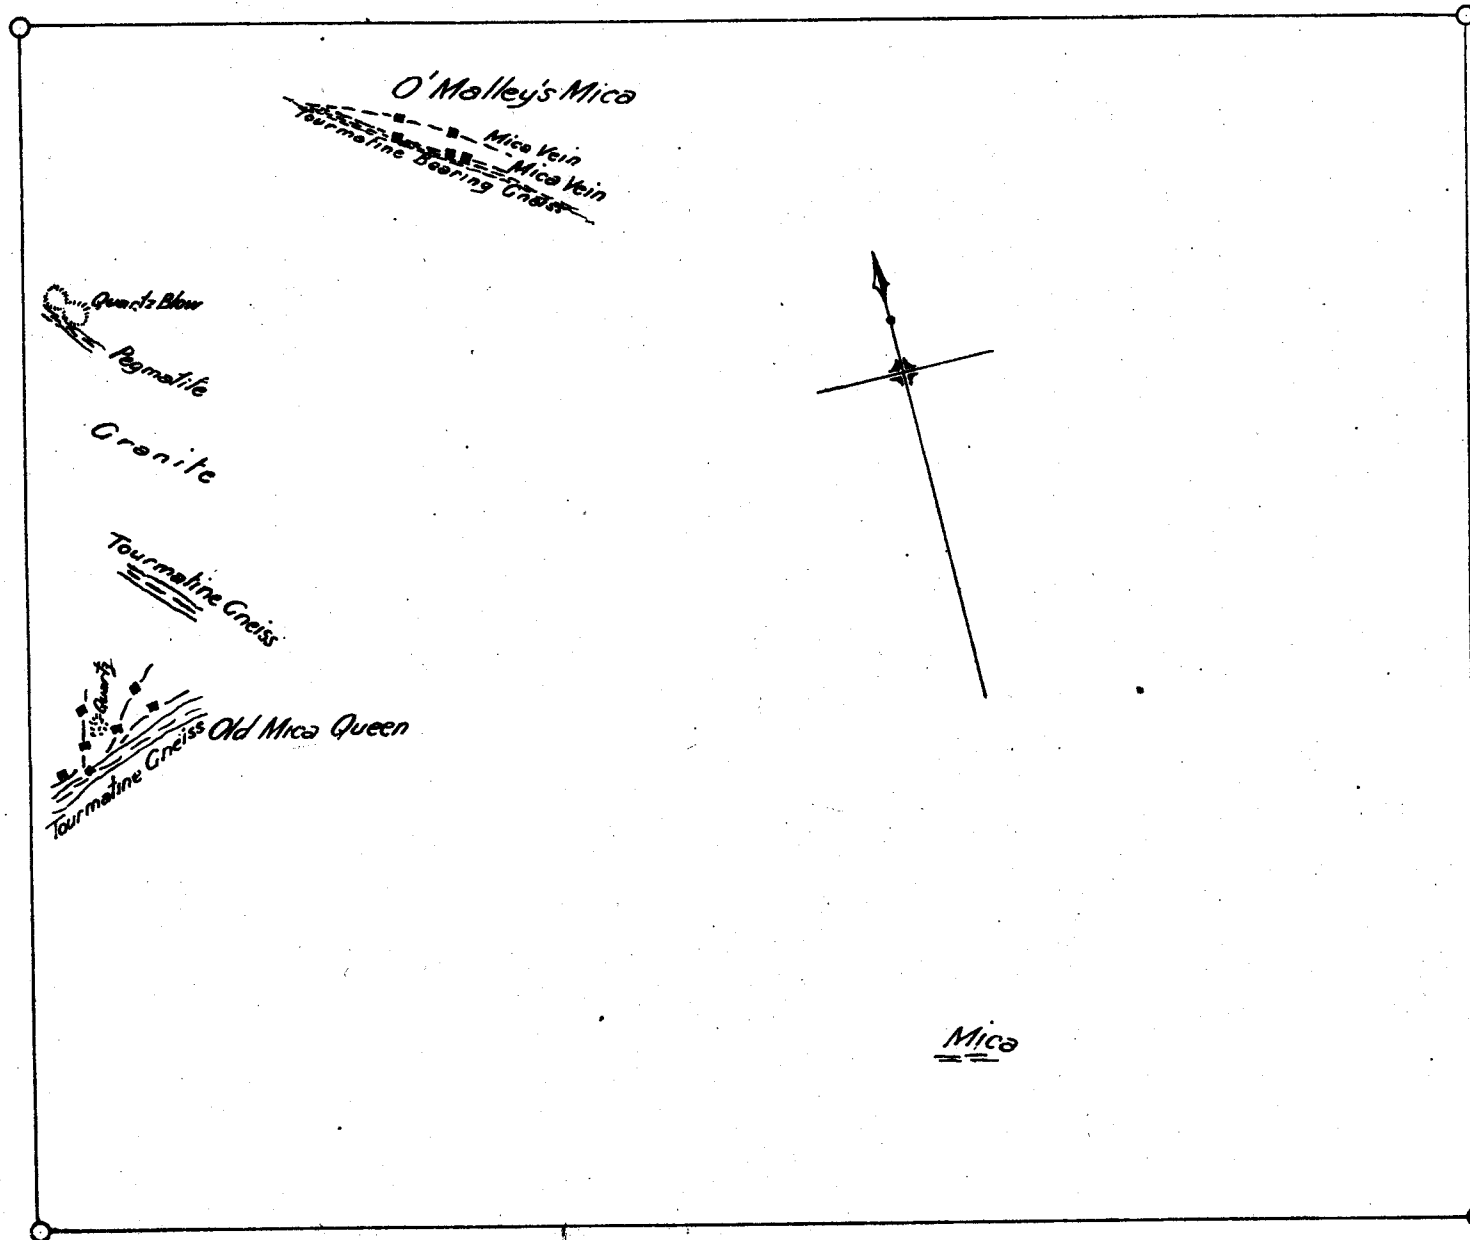 O'Malley's Mica
Mica Vein
Mica Vein
Tourmaline Bearing Gneiss
Quartz Blow
Pegmatite
Granite
Tourmaline Gneiss
Quartz
Old Mica Queen
Tourmaline Gneiss
Mica